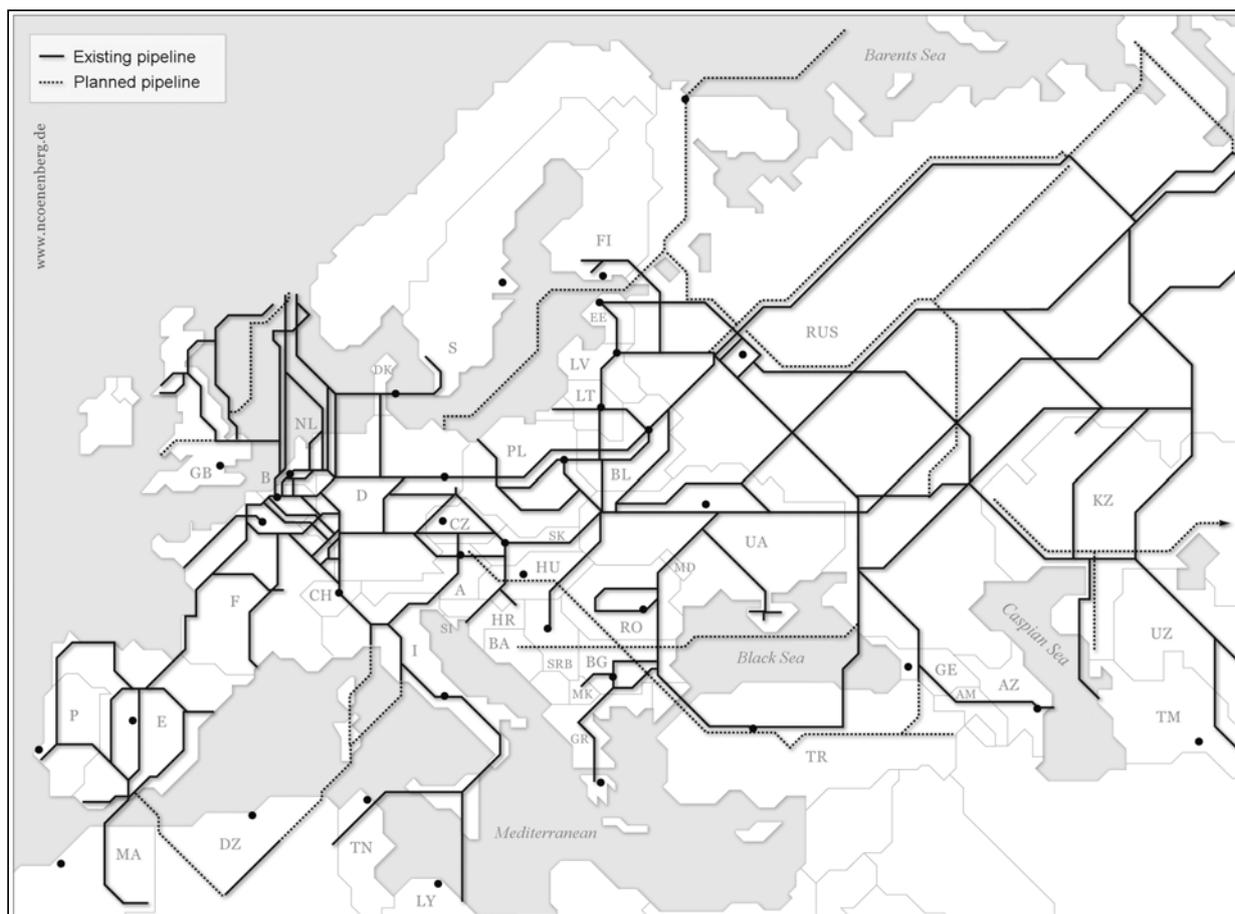 Existing pipeline
Planned pipeline
www.ncoenenberg.de
Barents Sea
FI
RUS
EE
S
LV
DK
LT
NL
PL
GB
B
D
BL
KZ
CZ
SK
UA
HU
MD
CH
A
F
HR
RO
SI
BA
I
Caspian Sea
UZ
Black Sea
SRB
BG
GE
MK
AM
AZ
P
E
TM
GR
TR
Mediterranean
DZ
TN
MA
LY